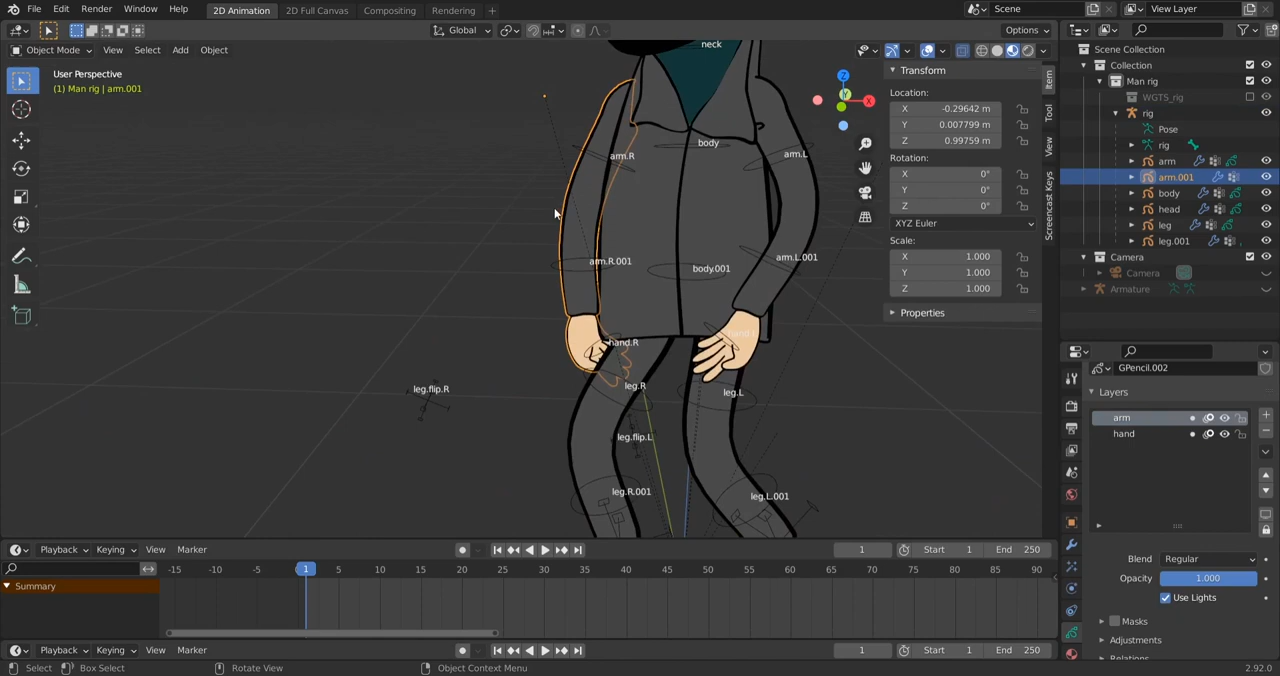 File Edit Render Window Help 2D Animation 2D Full Canvas Compositing Rendering + Scene View Layer
Global Options
Object Mode View Select Add Object
User Perspective
(1) Man rig | arm.001
neck
body
arm.R
arm.L
arm.R.001
arm.L.001
body.001
hand.R
leg.R
leg.L
leg.flip.R
leg.flip.L
leg.R.001
leg.L.001
Z
Y
X
Transform
Location:
X -0.29642 m
Y 0.007799 m
Z 0.99759 m
Rotation:
X 0°
Y 0°
Z 0°
XYZ Euler
Scale:
X 1.000
Y 1.000
Z 1.000
Properties
Item
Tool
View
Screencast Keys
Scene Collection
Collection
Man rig
WGTS_rig
rig
Pose
rig
arm
arm.001
body
head
leg
leg.001
Camera
Camera
Armature
GPencil.002
Layers
arm
hand
Blend Regular
Opacity 1.000
Use Lights
Masks
Adjustments
Playback Keying View Marker 1 Start 1 End 250
-15 -10 -5 1 5 10 15 20 25 30 35 40 45 50 55 60 65 70 75 80 85 90
Summary
Playback Keying View Marker 1 Start 1 End 250
Select Box Select Rotate View Object Context Menu 2.92.0